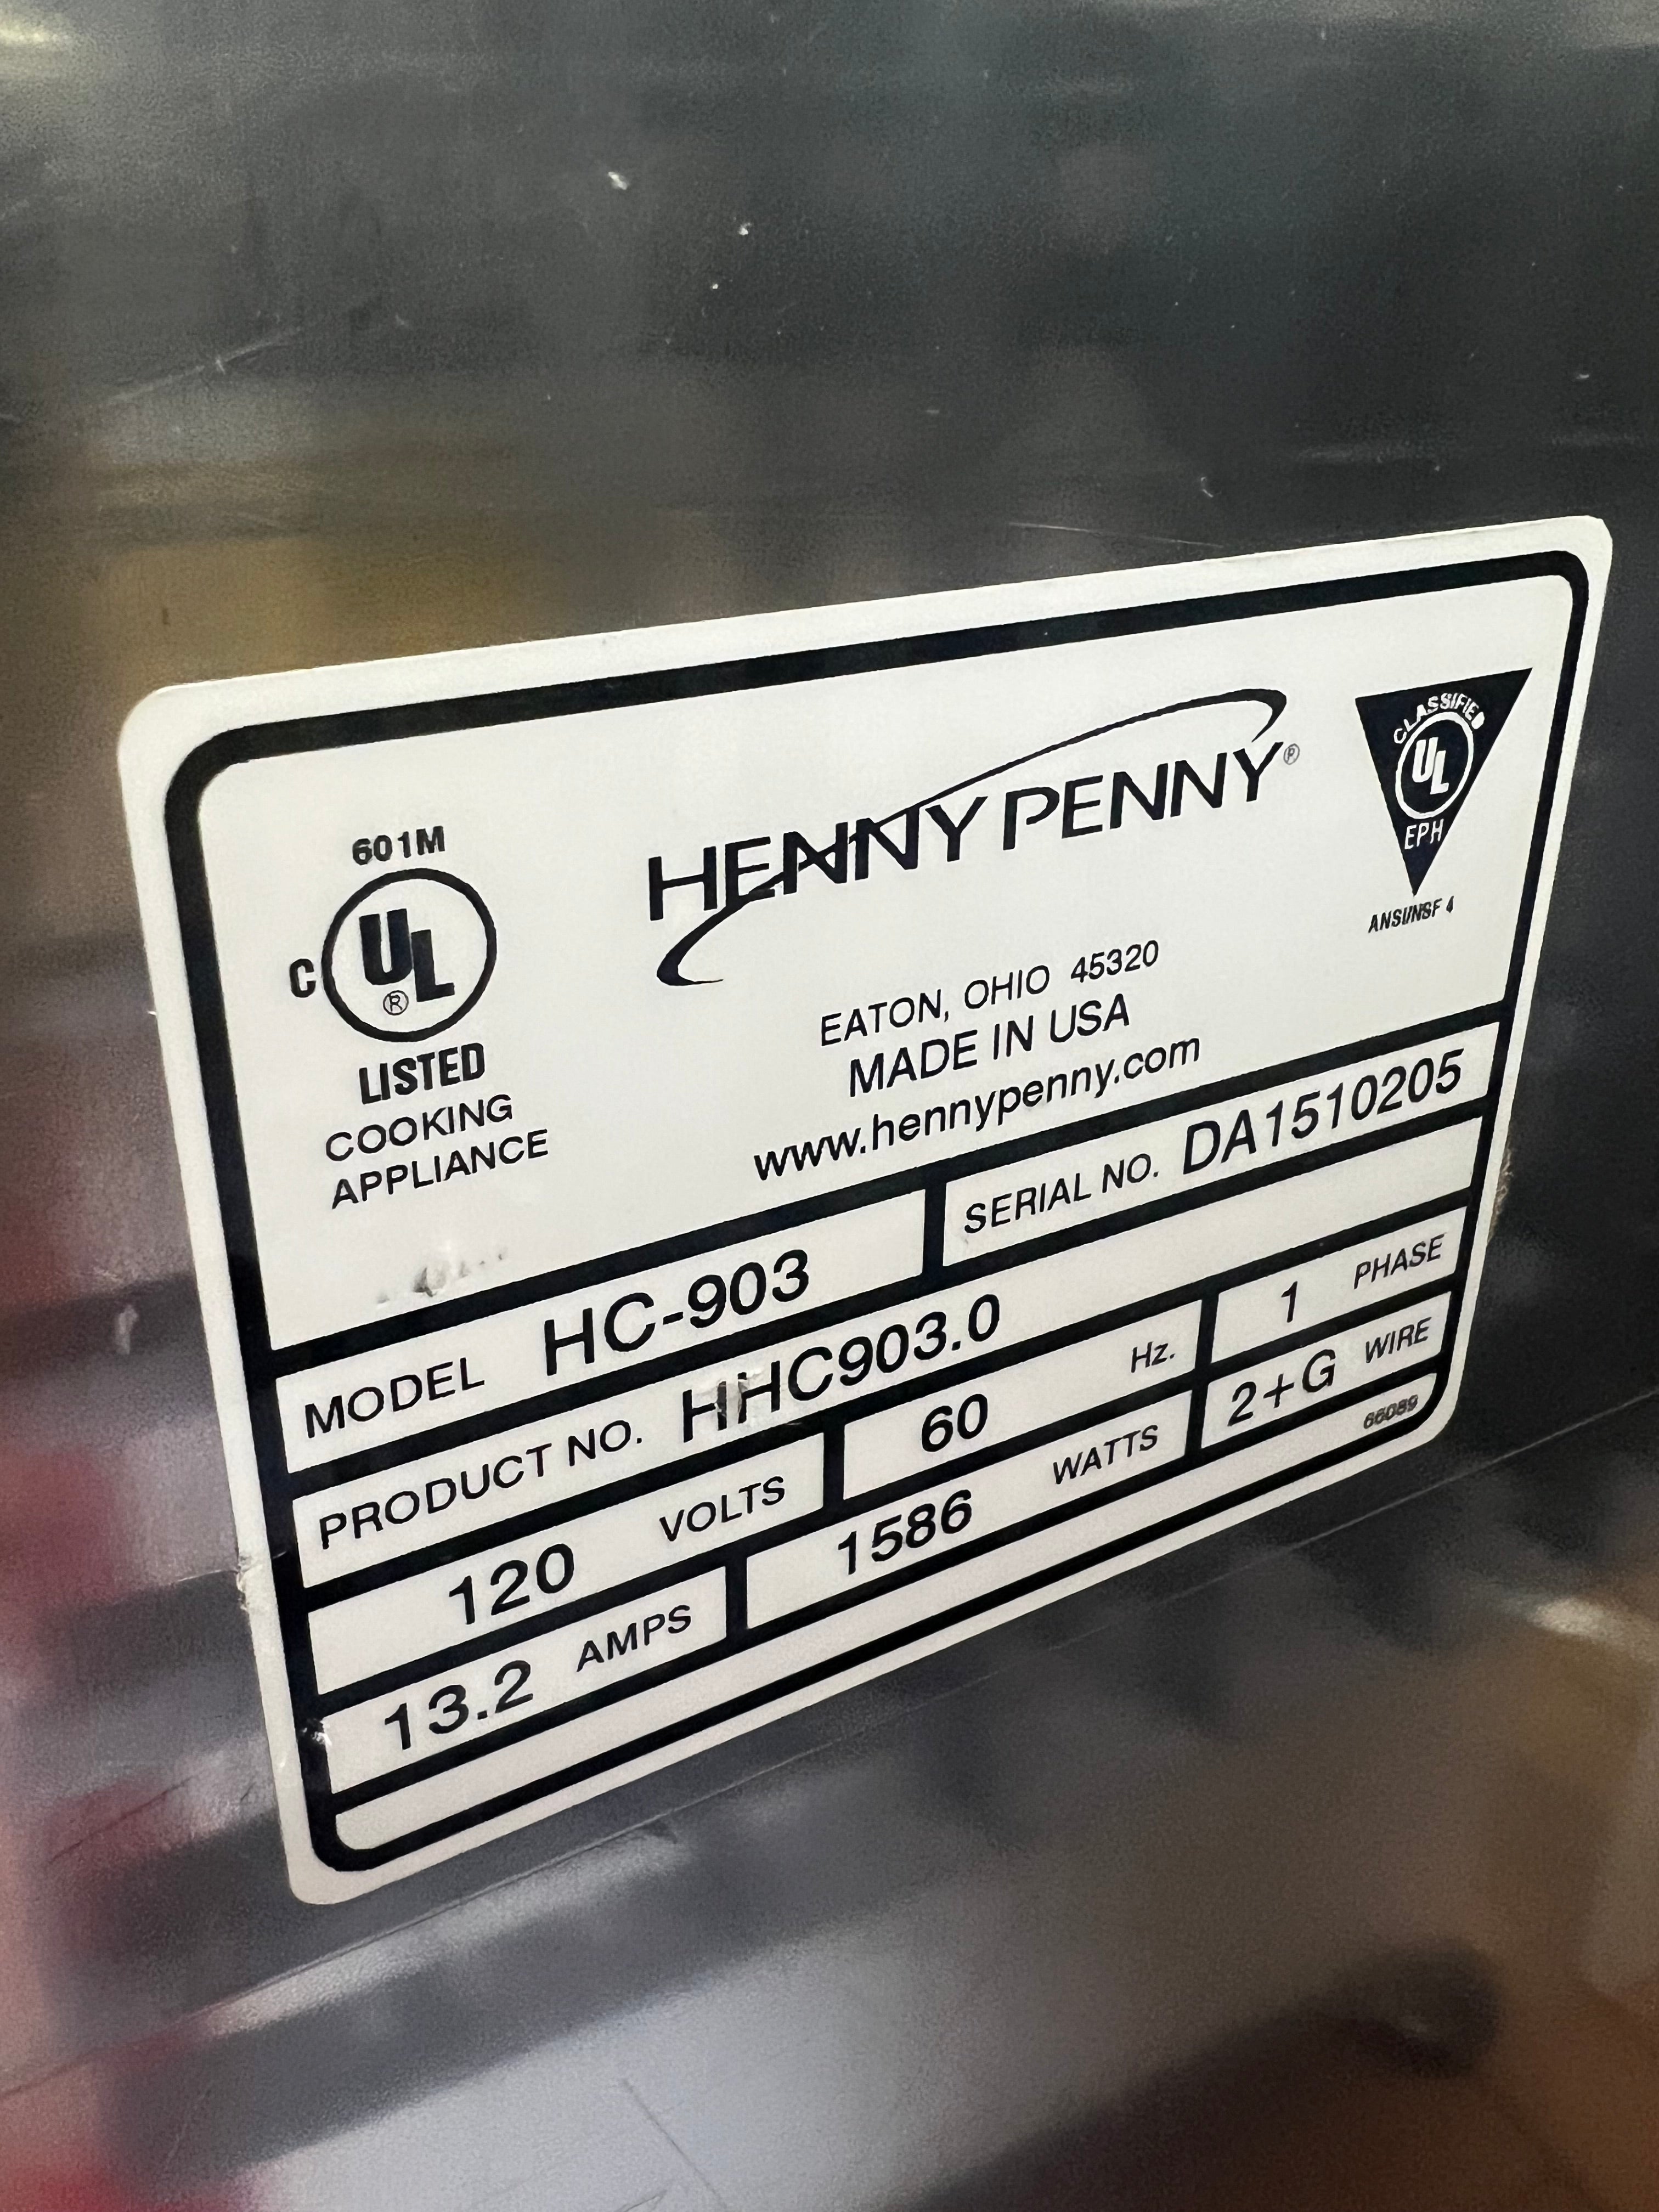 601M
C UL ®
LISTED
COOKING
APPLIANCE
HENNY PENNY®
EATON, OHIO 45320
MADE IN USA
www.hennypenny.com
CLASSIFIED
UL
EPH
ANSI/NSF 4
MODEL HC-903
SERIAL NO. DA1510205
PRODUCT NO. HHC903.0
120 VOLTS
60 Hz.
1 PHASE
13.2 AMPS
1586 WATTS
2+G WIRE
66089